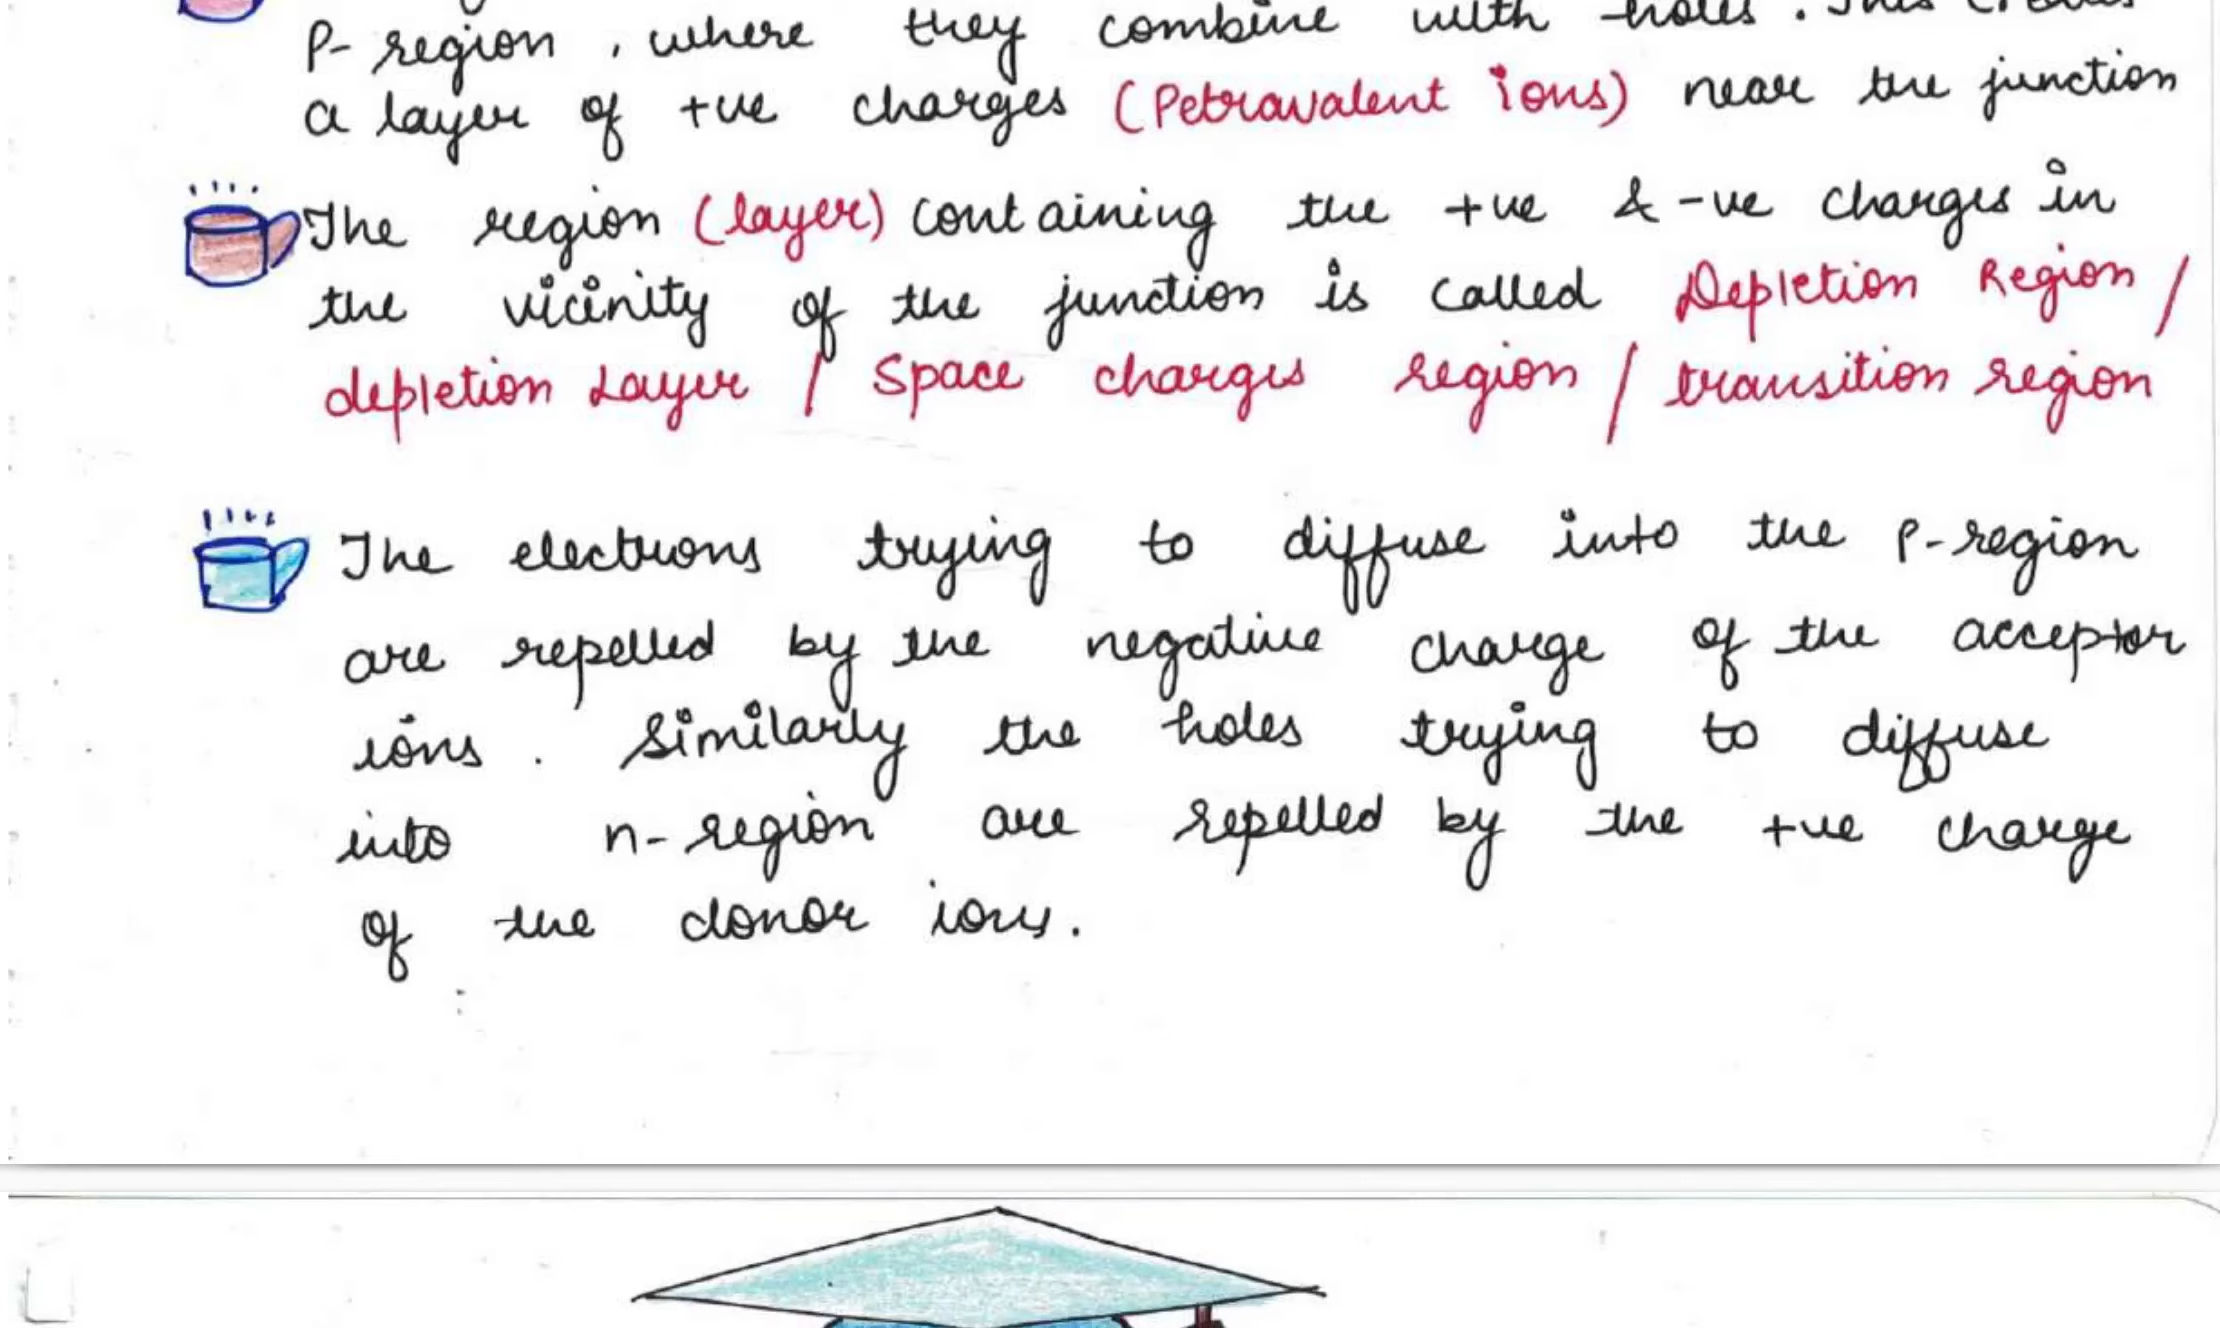 P- region , where they combine with holes . This
a layer of +ve charges (Petravalent ions) near the junction
The region (layer) containing the +ve & -ve charges in
the vicinity of the junction is called Depletion Region /
depletion Layer / Space charges region / transition region
The electrons trying to diffuse into the P-region
are repelled by the negative charge of the acceptor
ions . Similarly the holes trying to diffuse
into n- region are repelled by the +ve charge
of the donor ions.